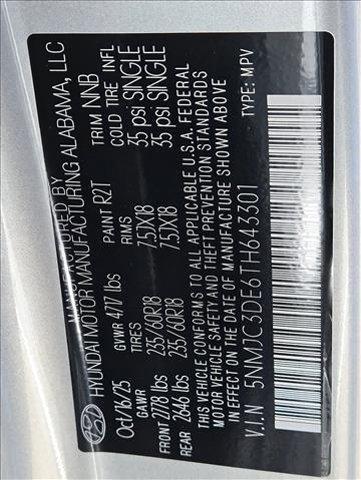 MANUFACTURED BY
HYUNDAI MOTOR MANUFACTURING ALABAMA, LLC
Oct/16/25 PAINT R2T TRIM NNB
GVWR 4717 lbs
GAWR RIMS COLD TIRE INFL
FRONT 2778 lbs 235/60R18 7.5JX18 35 psi SINGLE
REAR 2646 lbs 235/60R18 7.5JX18 35 psi SINGLE
THIS VEHICLE CONFORMS TO ALL APPLICABLE U.S.A. FEDERAL
MOTOR VEHICLE SAFETY, BUMPER, AND
THEFT PREVENTION STANDARDS
IN EFFECT ON THE DATE OF MANUFACTURE SHOWN ABOVE
V.I.N 5NMJC3DE6TH643301 TYPE: MPV